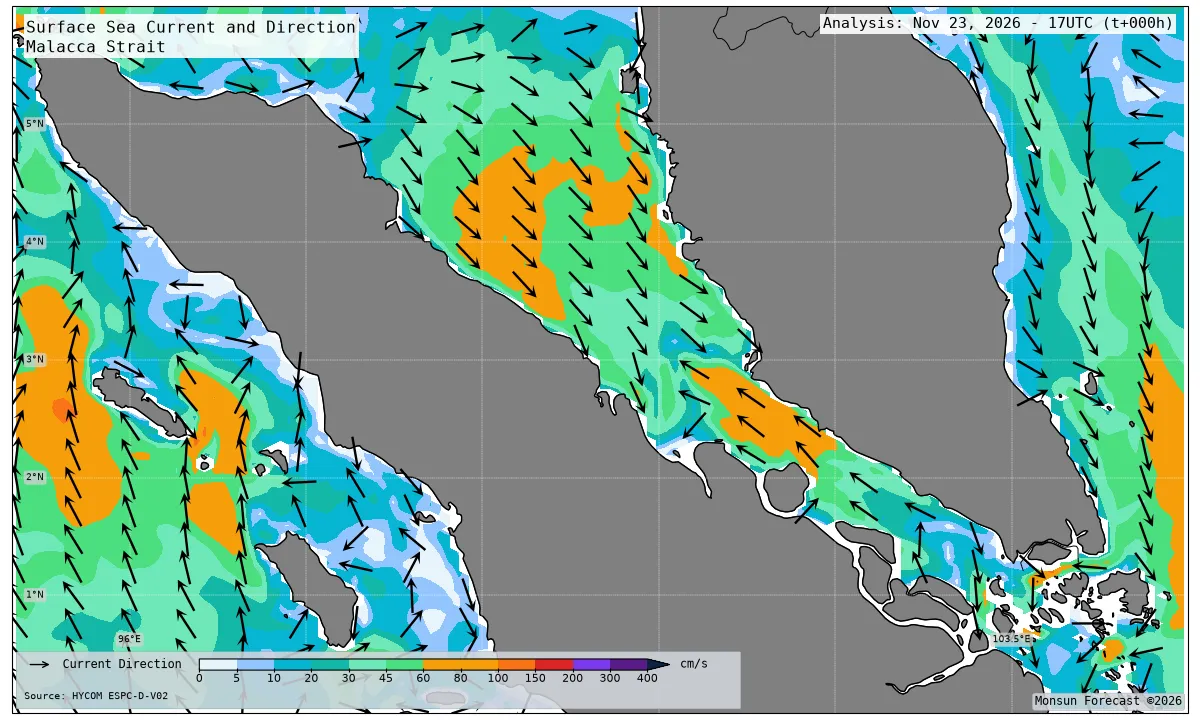 Surface Sea Current and Direction
Malacca Strait
Analysis: Nov 23, 2026 - 17UTC (t+000h)
5°N
4°N
3°N
2°N
1°N
96°E
103.5°E
Current Direction
0 5 10 20 30 45 60 80 100 150 200 300 400
cm/s
Source: HYCOM ESPC-D-V02
Monsun Forecast ©2026